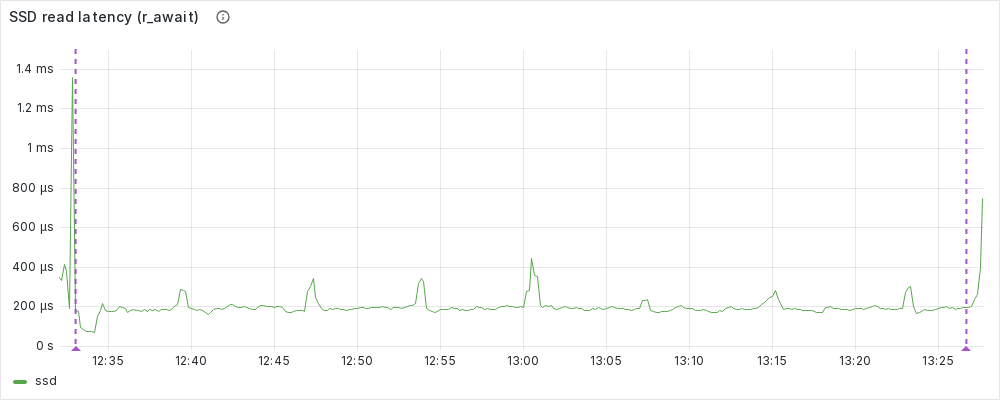 SSD read latency (r_await)
1.4 ms
1.2 ms
1 ms
800 µs
600 µs
400 µs
200 µs
0 s
12:35 12:40 12:45 12:50 12:55 13:00 13:05 13:10 13:15 13:20 13:25
ssd